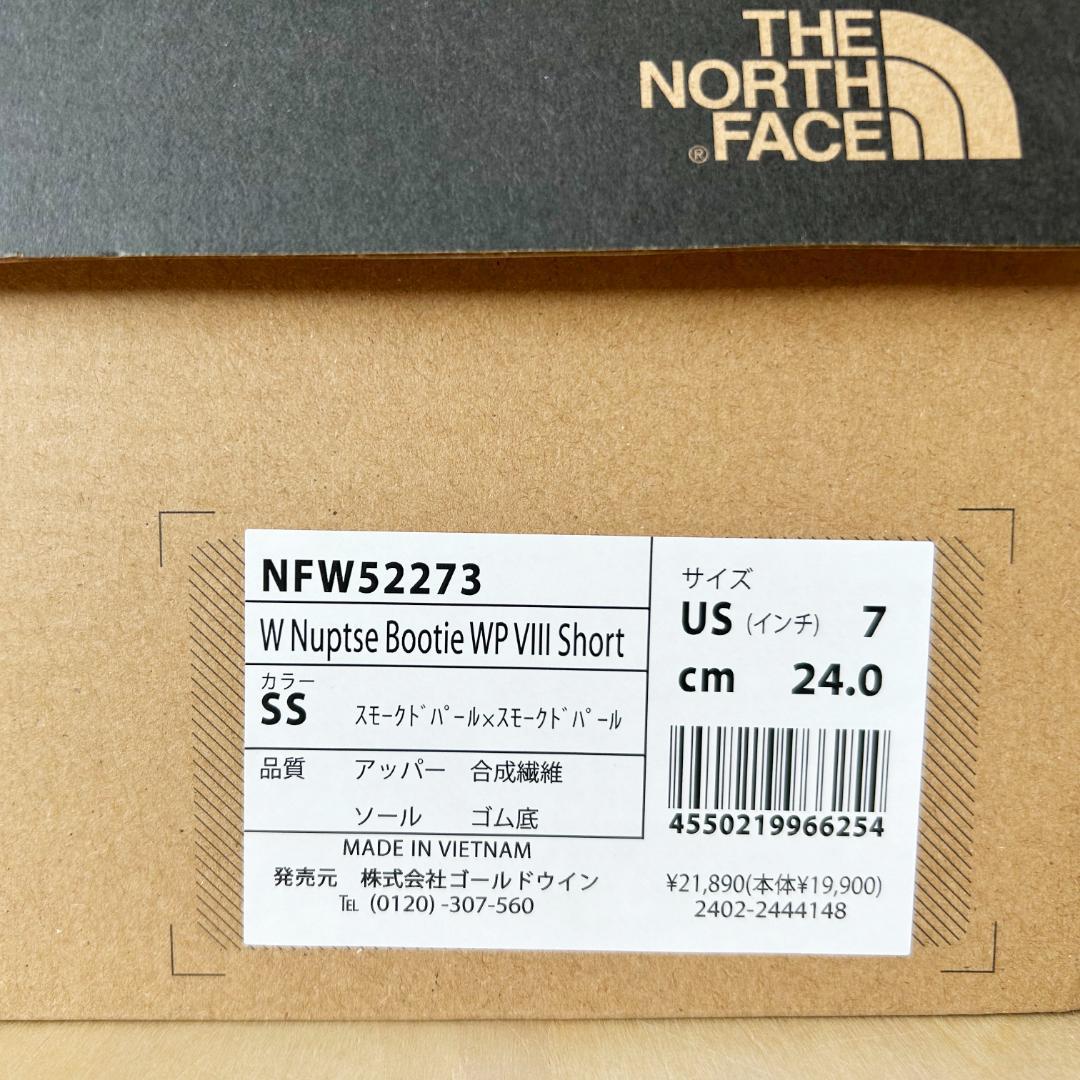 THE
NORTH
FACE
®
NFW52273
W Nuptse Bootie WP VIII Short
カラー
SS ｽﾓｰｸﾄﾞﾊﾟｰﾙ×ｽﾓｰｸﾄﾞﾊﾟｰﾙ
品質 アッパー 合成繊維
ソール ゴム底
MADE IN VIETNAM
発売元 株式会社ゴールドウイン
TEL (0120) -307-560
サイズ
US (インチ) 7
cm 24.0
4550219966254
¥21,890(本体¥19,900)
2402-2444148